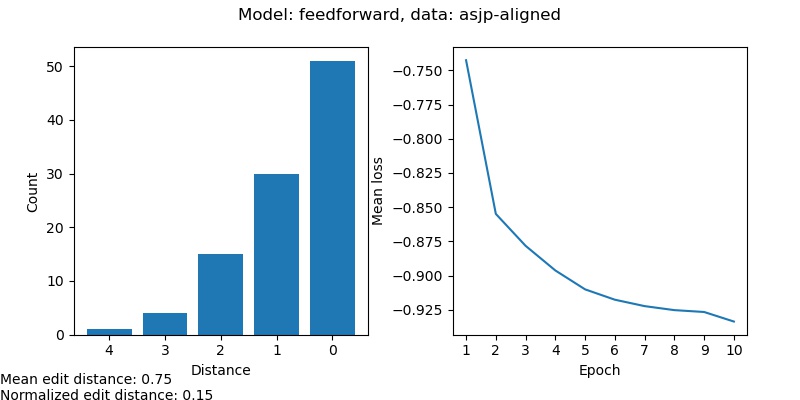 Model: feedforward, data: asjp-aligned
50
40
30
20
10
0
Count
4 3 2 1 0
Distance
−0.750
−0.775
−0.800
−0.825
−0.850
−0.875
−0.900
−0.925
Mean loss
1 2 3 4 5 6 7 8 9 10
Epoch
Mean edit distance: 0.75
Normalized edit distance: 0.15